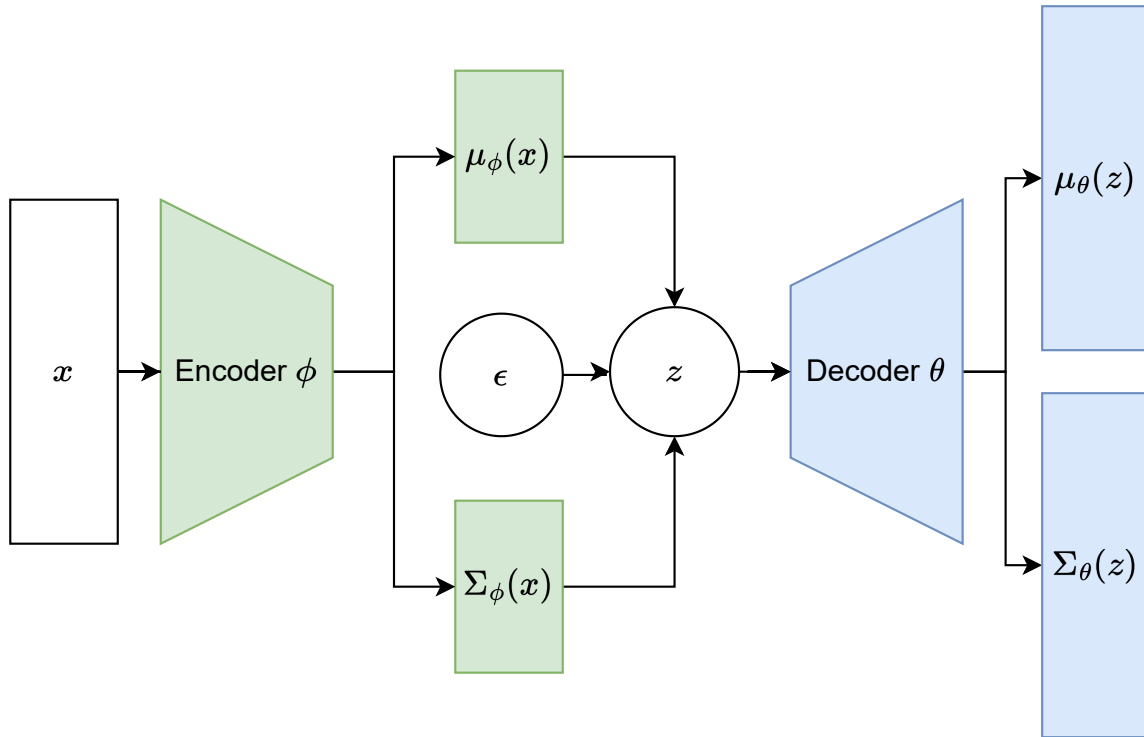 x
Encoder ϕ
μ_ϕ(x)
ϵ
Σ_ϕ(x)
z
Decoder θ
μ_θ(z)
Σ_θ(z)